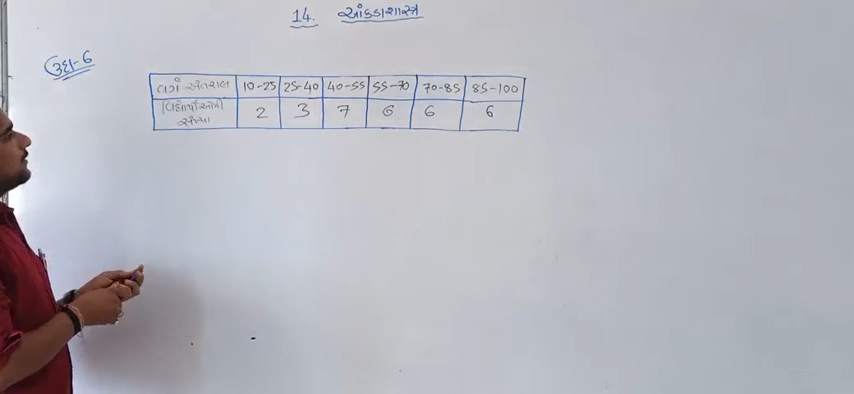 14. આંકડાશાસ્ત્ર
ઉદા-6
વર્ગ અંતરાલ 10-25 25-40 40-55 55-70 70-85 85-100
વિદ્યાર્થીઓની સંખ્યા 2 3 7 6 6 6